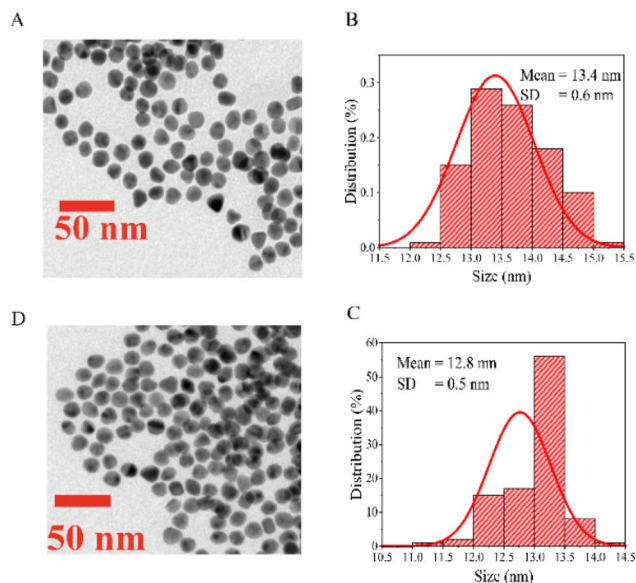 A
50 nm
B
Mean = 13.4 nm
SD = 0.6 nm
Distribution (%)
0.3
0.2
0.1
0.0
11.5 12.0 12.5 13.0 13.5 14.0 14.5 15.0 15.5
Size (nm)
D
50 nm
C
Mean = 12.8 nm
SD = 0.5 nm
Distribution (%)
60
50
40
30
20
10
0
10.5 11.0 11.5 12.0 12.5 13.0 13.5 14.0 14.5
Size (nm)